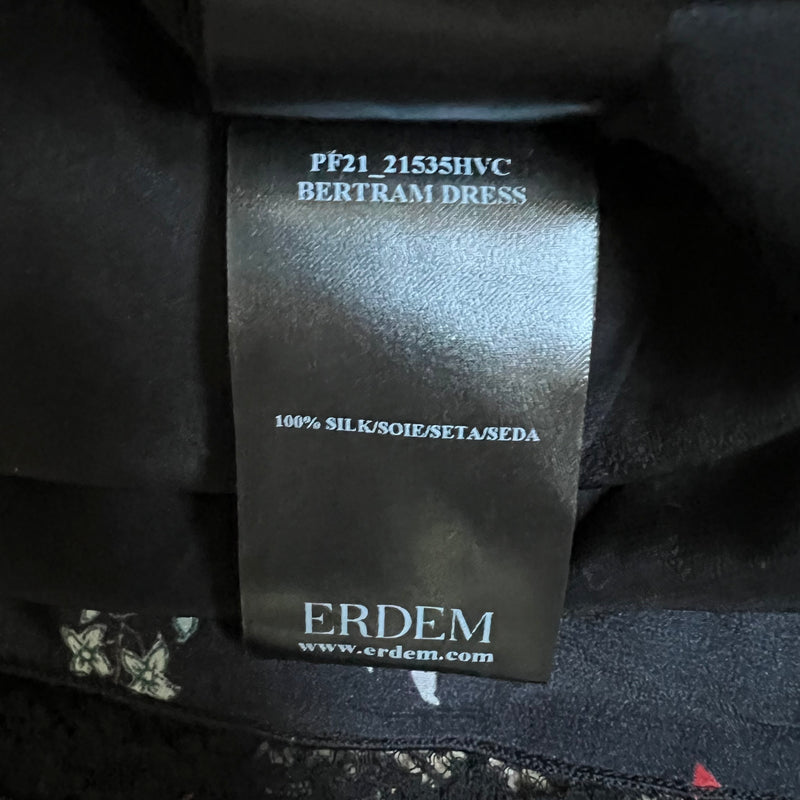 PF21_21535HVC
BERTRAM DRESS
100% SILK/SOIE/SETA/SEDA
ERDEM
www.erdem.com